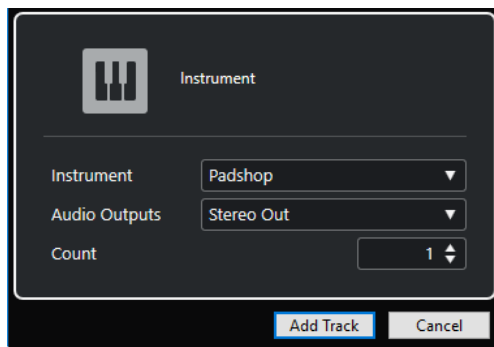 Instrument
Instrument Padshop
Audio Outputs Stereo Out
Count 1
Add Track Cancel